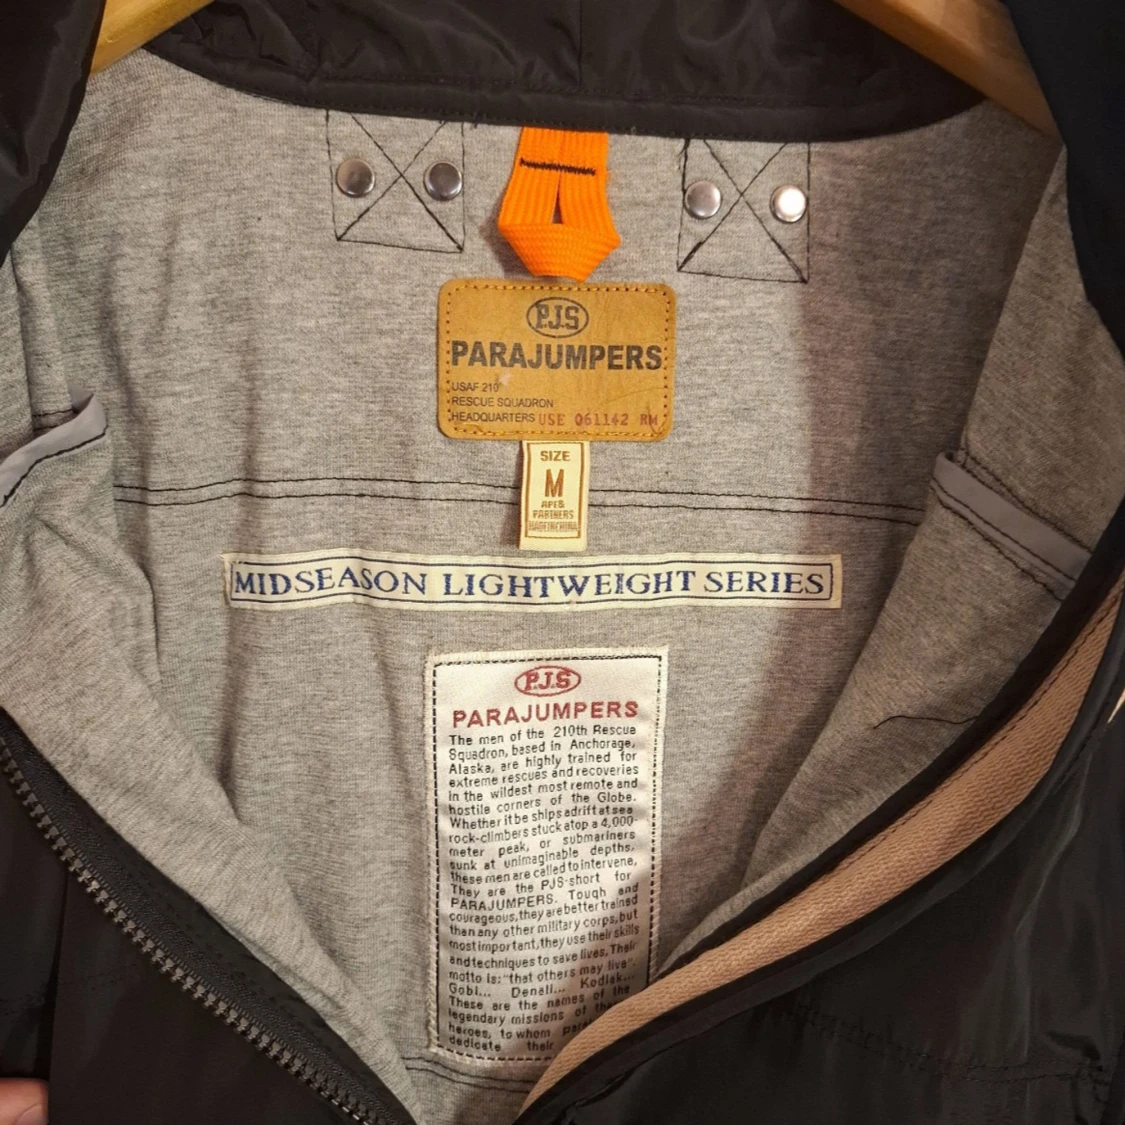 P.J.S
PARAJUMPERS
USAF 210°
RESCUE SQUADRON
HEADQUARTERS USE 061142 RM
SIZE
M
APE&
PARTNERS
MADE IN CHINA
MIDSEASON LIGHTWEIGHT SERIES
P.J.S
PARAJUMPERS
The men of the 210th Rescue
Squadron, based in Anchorage,
Alaska, are highly trained for
extreme rescues and recoveries
in the wildest most remote and
hostile corners of the Globe.
Whether it be ships adrift at sea
rock-climbers stuck atop a 4,000-
meter peak, or submariners
sunk at unimaginable depths,
these men are called to intervene,
They are the PJS-short for
PARAJUMPERS. Tough and
courageous, they are better trained
than any other military corps, but
most important, they use their skills
and techniques to save lives, Their
motto is: "that others may live".
Gobi... Denali... Kodiak...
These are the names of the
legendary missions of
heroes, to whom
dedicate their